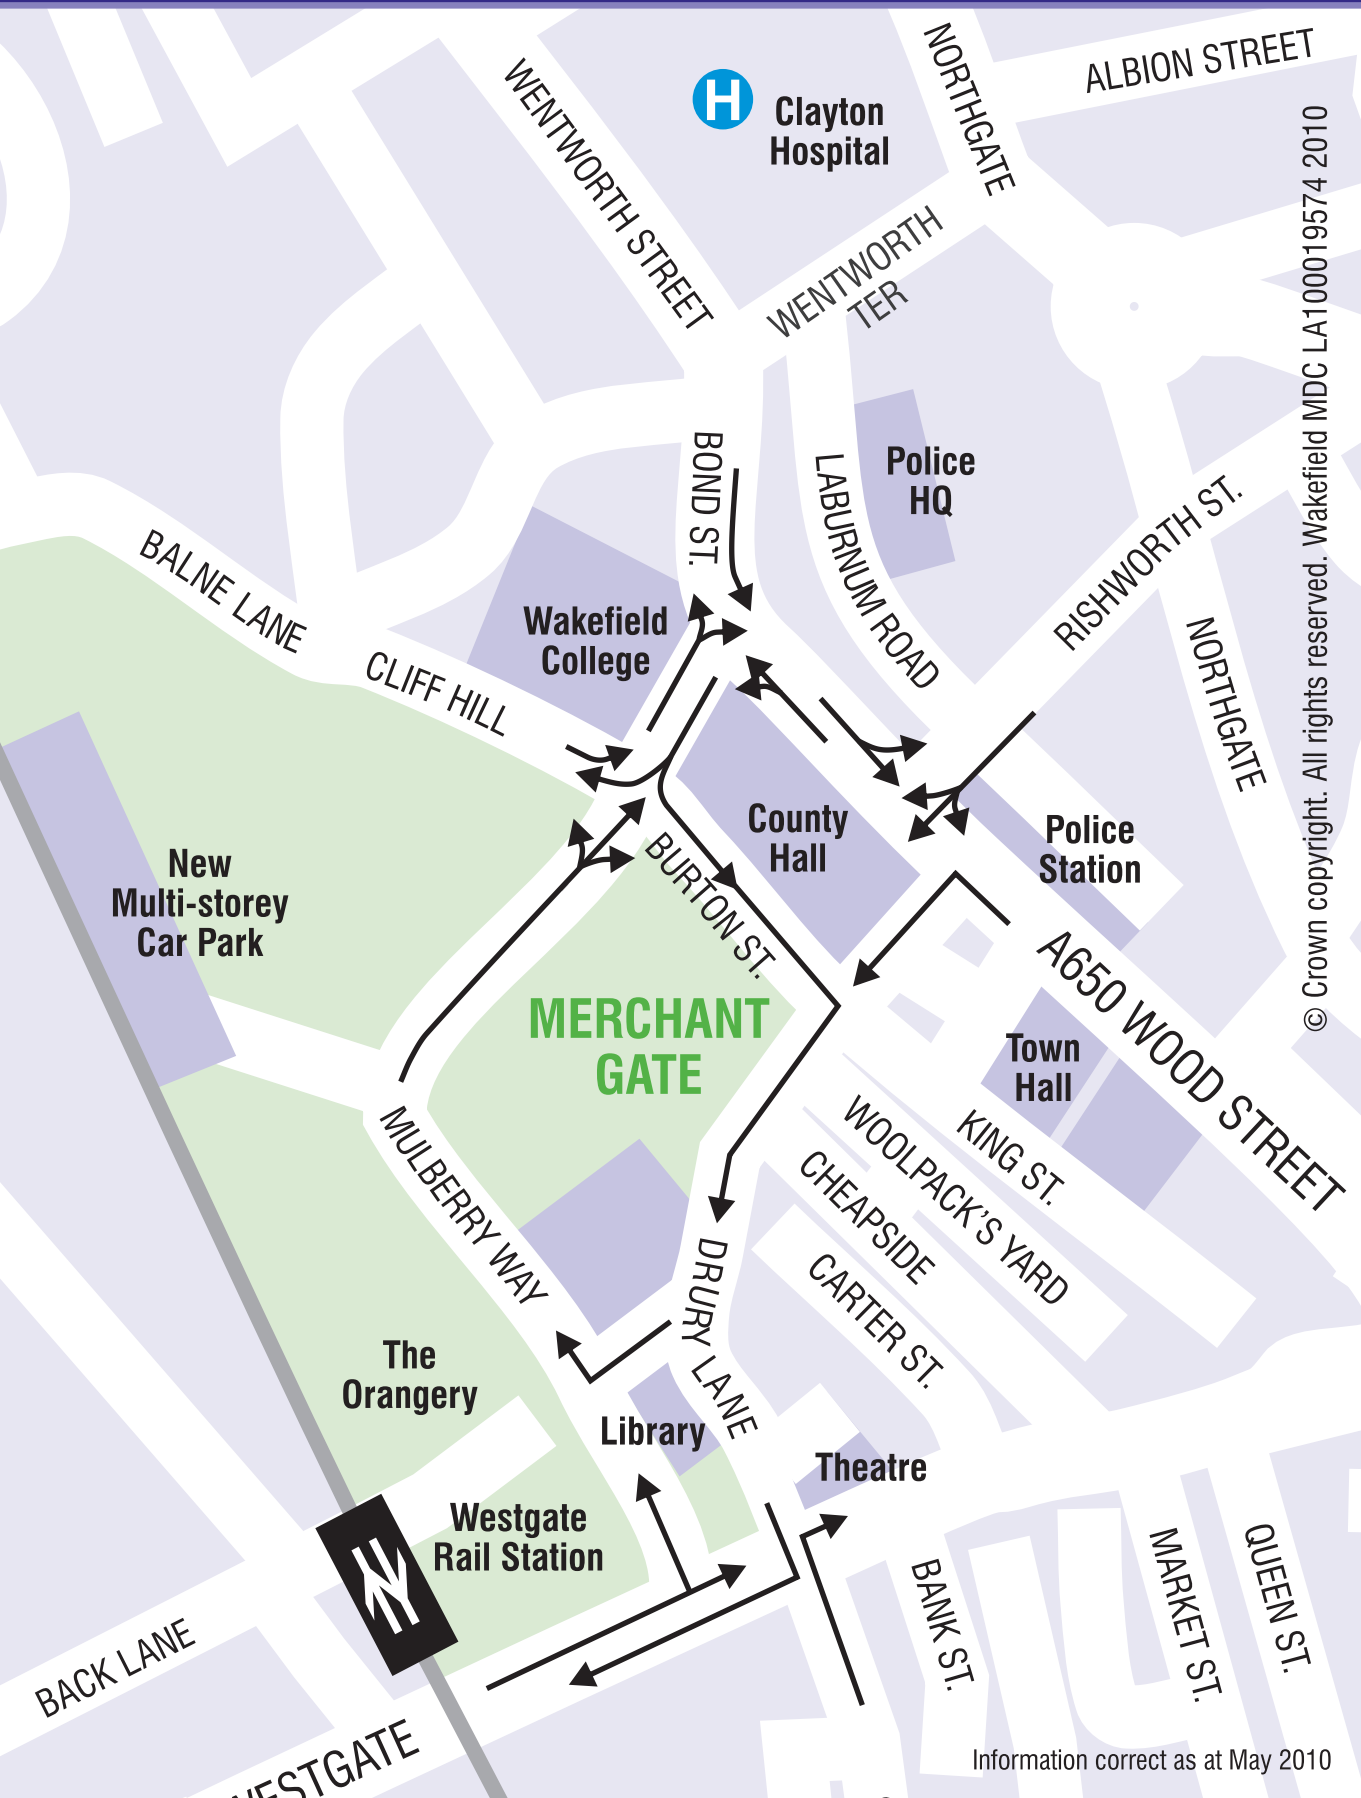 NORTHGATE
ALBION STREET
WENTWORTH STREET
H
Clayton
Hospital
WENTWORTH
TER
© Crown copyright. All rights reserved. Wakefield MDC LA100019574 2010
BOND ST.
LABURNUM ROAD
Police
HQ
RISHWORTH ST.
BALNE LANE
Wakefield
College
CLIFF HILL
NORTHGATE
New
Multi-storey
Car Park
BURTON ST.
County
Hall
Police
Station
MERCHANT
GATE
A650 WOOD STREET
Town
Hall
MULBERRY WAY
WOOLPACK'S YARD
KING ST.
CHEAPSIDE
CARTER ST.
DRURY LANE
The
Orangery
Library
Theatre
Westgate
Rail Station
BANK ST.
MARKET ST.
QUEEN ST.
BACK LANE
WESTGATE
Information correct as at May 2010